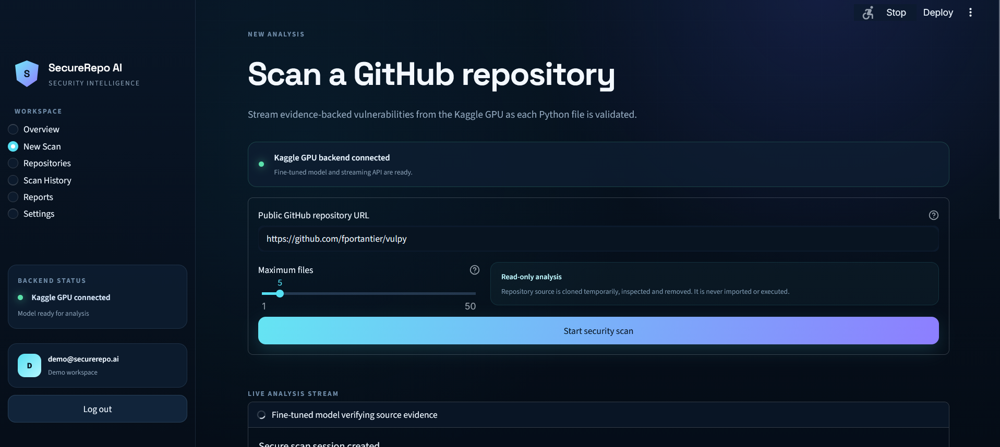 Stop
Deploy
S
SecureRepo AI
SECURITY INTELLIGENCE
WORKSPACE
Overview
New Scan
Repositories
Scan History
Reports
Settings
BACKEND STATUS
Kaggle GPU connected
Model ready for analysis
D
demo@securerepo.ai
Demo workspace
Log out
NEW ANALYSIS
Scan a GitHub repository
Stream evidence-backed vulnerabilities from the Kaggle GPU as each Python file is validated.
Kaggle GPU backend connected
Fine-tuned model and streaming API are ready.
Public GitHub repository URL
?
https://github.com/fportantier/vulpy
Maximum files
?
5
1
50
Read-only analysis
Repository source is cloned temporarily, inspected and removed. It is never imported or executed.
Start security scan
LIVE ANALYSIS STREAM
Fine-tuned model verifying source evidence
Secure scan session created